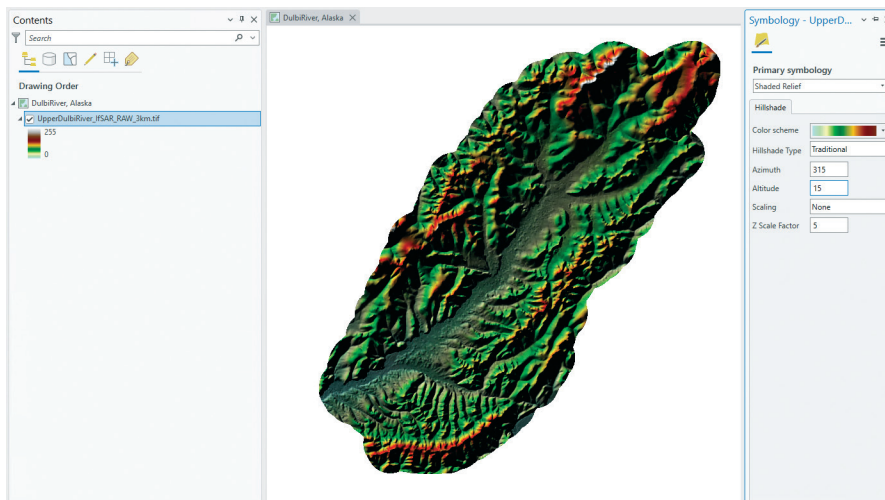 Contents
Search
Drawing Order
DulbiRiver, Alaska
UpperDulbiRiver_IfSAR_RAW_3km.tif
255
0
DulbiRiver, Alaska
Symbology - UpperD...
Primary symbology
Shaded Relief
Hillshade
Color scheme
Hillshade Type Traditional
Azimuth 315
Altitude 15
Scaling None
Z Scale Factor 5